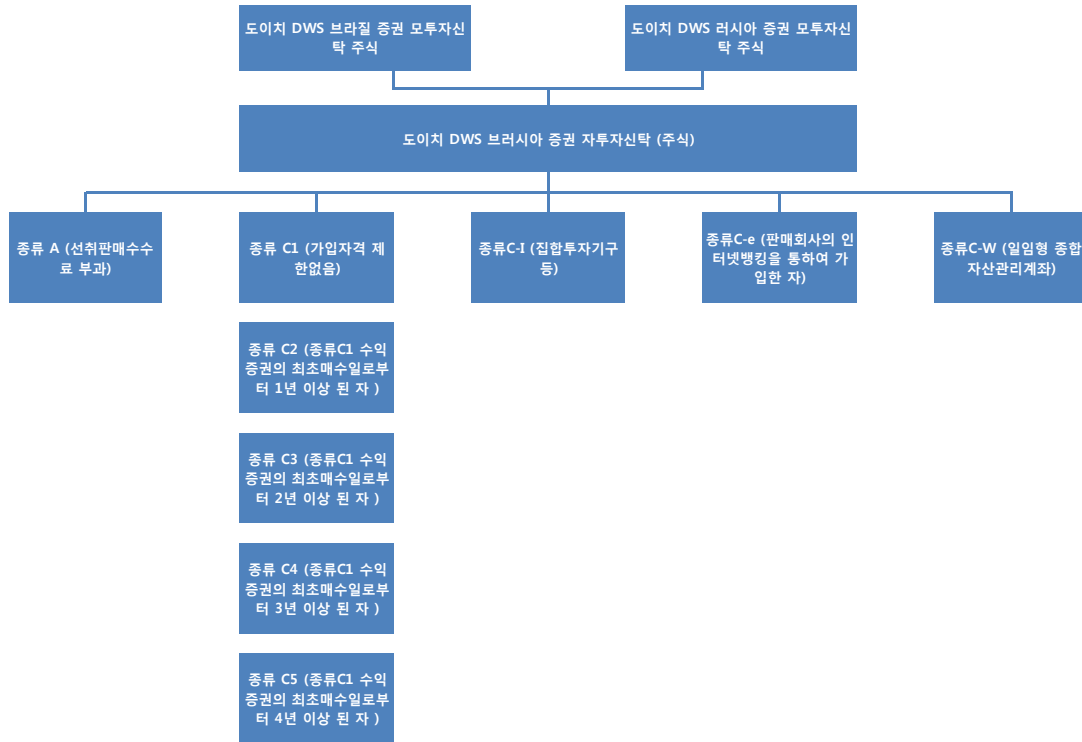 도이치 DWS 브라질 증권 모투자신
탁 주식
도이치 DWS 러시아 증권 모투자신
탁 주식
도이치 DWS 브러시아 증권 자투자신탁 (주식)
종류 A (선취판매수수
료 부과)
종류 C1 (가입자격 제
한없음)
종류C-I (집합투자기구
등)
종류C-e (판매회사의 인
터넷뱅킹을 통하여 가
입한 자)
종류C-W (일임형 종합
자산관리계좌)
종류 C2 (종류C1 수익
증권의 최초매수일로부
터 1년 이상 된 자 )
종류 C3 (종류C1 수익
증권의 최초매수일로부
터 2년 이상 된 자 )
종류 C4 (종류C1 수익
증권의 최초매수일로부
터 3년 이상 된 자 )
종류 C5 (종류C1 수익
증권의 최초매수일로부
터 4년 이상 된 자 )